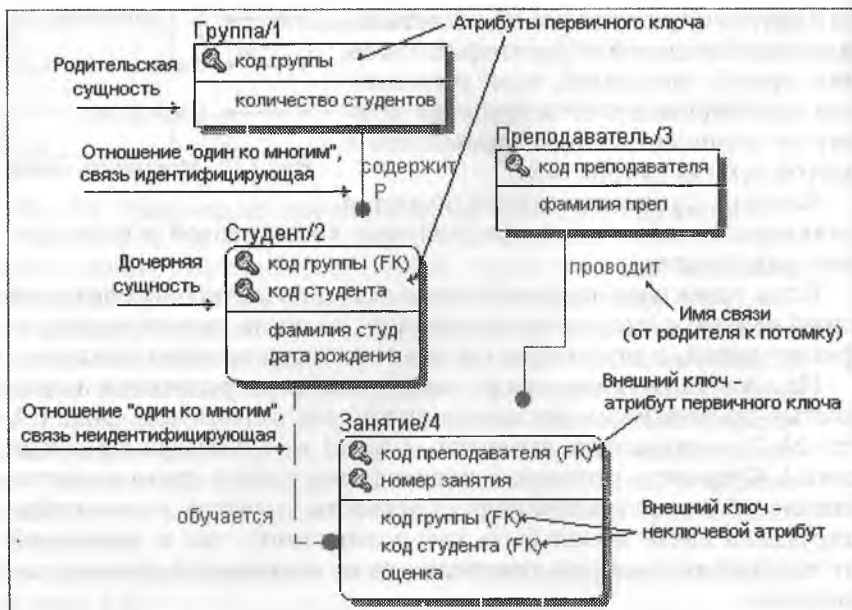 Группа/1
Атрибуты первичного ключа
код группы
Родительская
сущность
количество студентов
Преподаватель/3
Отношение "один ко многим",
связь идентифицирующая
содержит
P
код преподавателя
фамилия преп
Студент/2
Дочерняя
сущность
код группы (FK)
код студента
проводит
фамилия студ
дата рождения
Имя связи
(от родителя к потомку)
Внешний ключ -
атрибут первичного ключа
Отношение "один ко многим",
связь неидентифицирующая
Занятие/4
код преподавателя (FK)
номер занятия
обучается
код группы (FK)
код студента (FK)
оценка
Внешний ключ -
неключевой атрибут